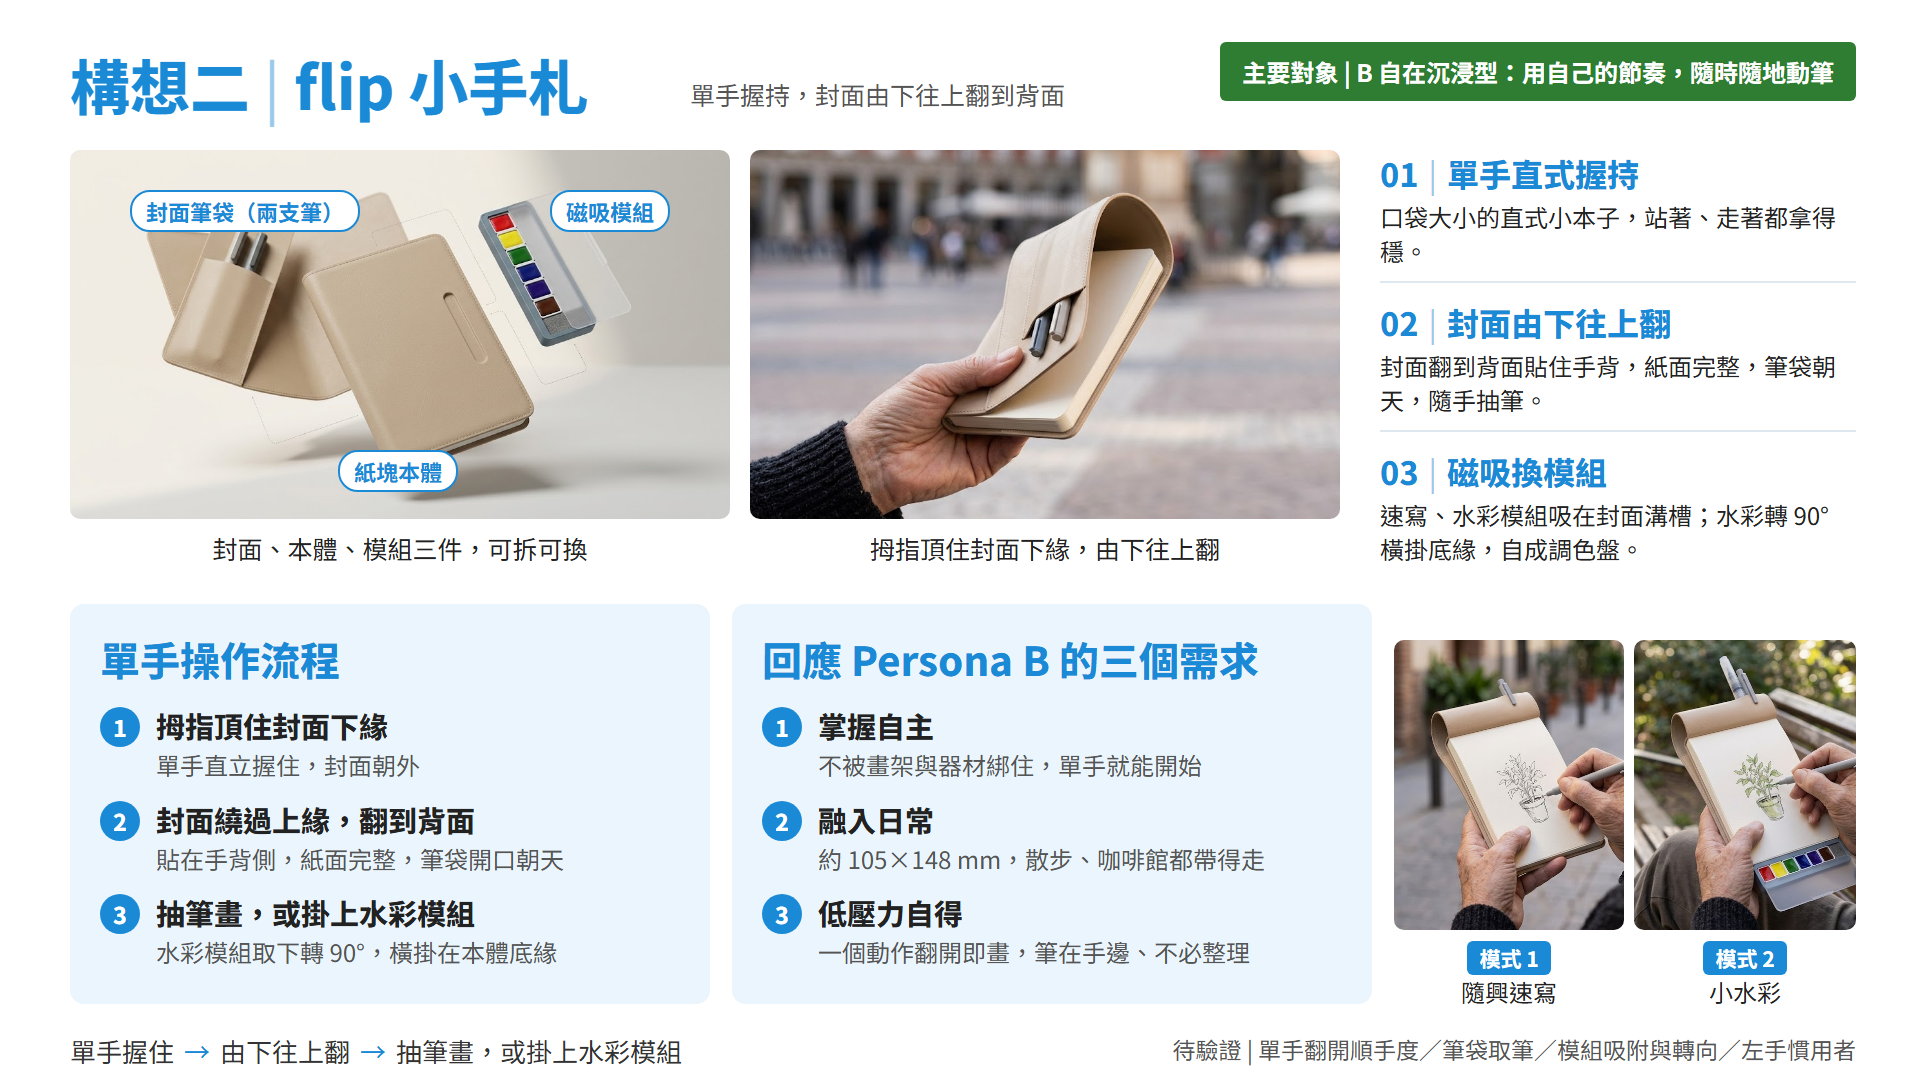 構想二 | flip 小手札
單手握持，封面由下往上翻到背面
主要對象 | B 自在沉浸型：用自己的節奏，隨時隨地動筆
封面筆袋（兩支筆）
磁吸模組
紙塊本體
封面、本體、模組三件，可拆可換
拇指頂住封面下緣，由下往上翻
01 | 單手直式握持
口袋大小的直式小本子，站著、走著都拿得
穩。
02 | 封面由下往上翻
封面翻到背面貼住手背，紙面完整，筆袋朝
天，隨手抽筆。
03 | 磁吸換模組
速寫、水彩模組吸在封面溝槽；水彩轉 90°
橫掛底緣，自成調色盤。
單手操作流程
1 拇指頂住封面下緣
單手直立握住，封面朝外
2 封面繞過上緣，翻到背面
貼在手背側，紙面完整，筆袋開口朝天
3 抽筆畫，或掛上水彩模組
水彩模組取下轉 90°，橫掛在本體底緣
回應 Persona B 的三個需求
1 掌握自主
不被畫架與器材綁住，單手就能開始
2 融入日常
約 105×148 mm，散步、咖啡館都帶得走
3 低壓力自得
一個動作翻開即畫，筆在手邊、不必整理
模式 1
隨興速寫
模式 2
小水彩
單手握住 → 由下往上翻 → 抽筆畫，或掛上水彩模組
待驗證 | 單手翻開順手度／筆袋取筆／模組吸附與轉向／左手慣用者